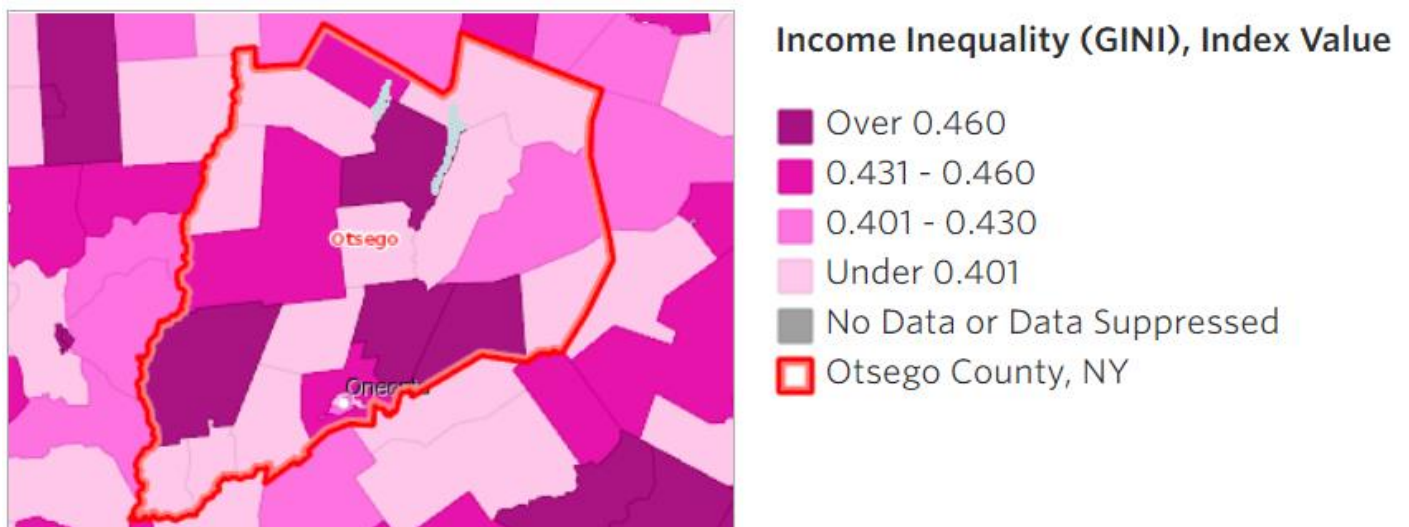 Income Inequality (GINI), Index Value
Over 0.460
0.431 - 0.460
0.401 - 0.430
Under 0.401
No Data or Data Suppressed
Otsego County, NY
Otsego